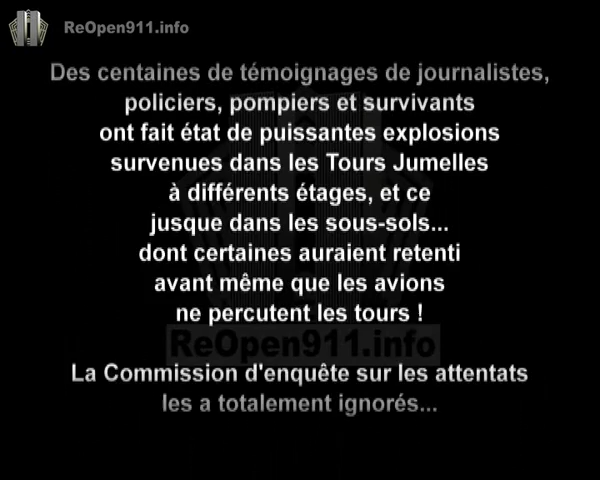 ReOpen911.info
Des centaines de témoignages de journalistes,
policiers, pompiers et survivants
ont fait état de puissantes explosions
survenues dans les Tours Jumelles
à différents étages, et ce
jusque dans les sous-sols...
dont certaines auraient retenti
avant même que les avions
ne percutent les tours !
ReOpen911.info
La Commission d'enquête sur les attentats
les a totalement ignorés...